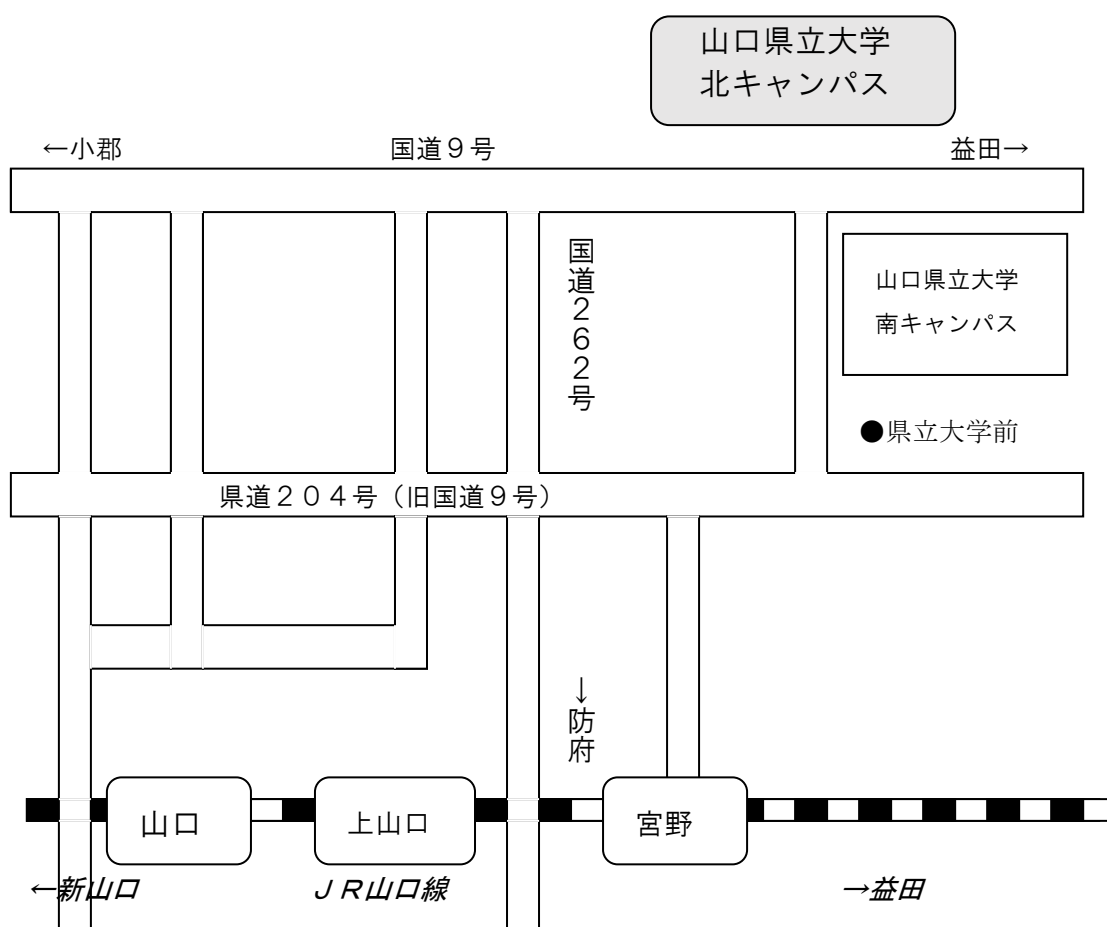 山口県立大学
北キャンパス
←小郡
国道９号
益田→
国道２６２号
山口県立大学
南キャンパス
●県立大学前
県道２０４号（旧国道９号）
→防府
山口
上山口
宮野
←新山口
ＪＲ山口線
→益田